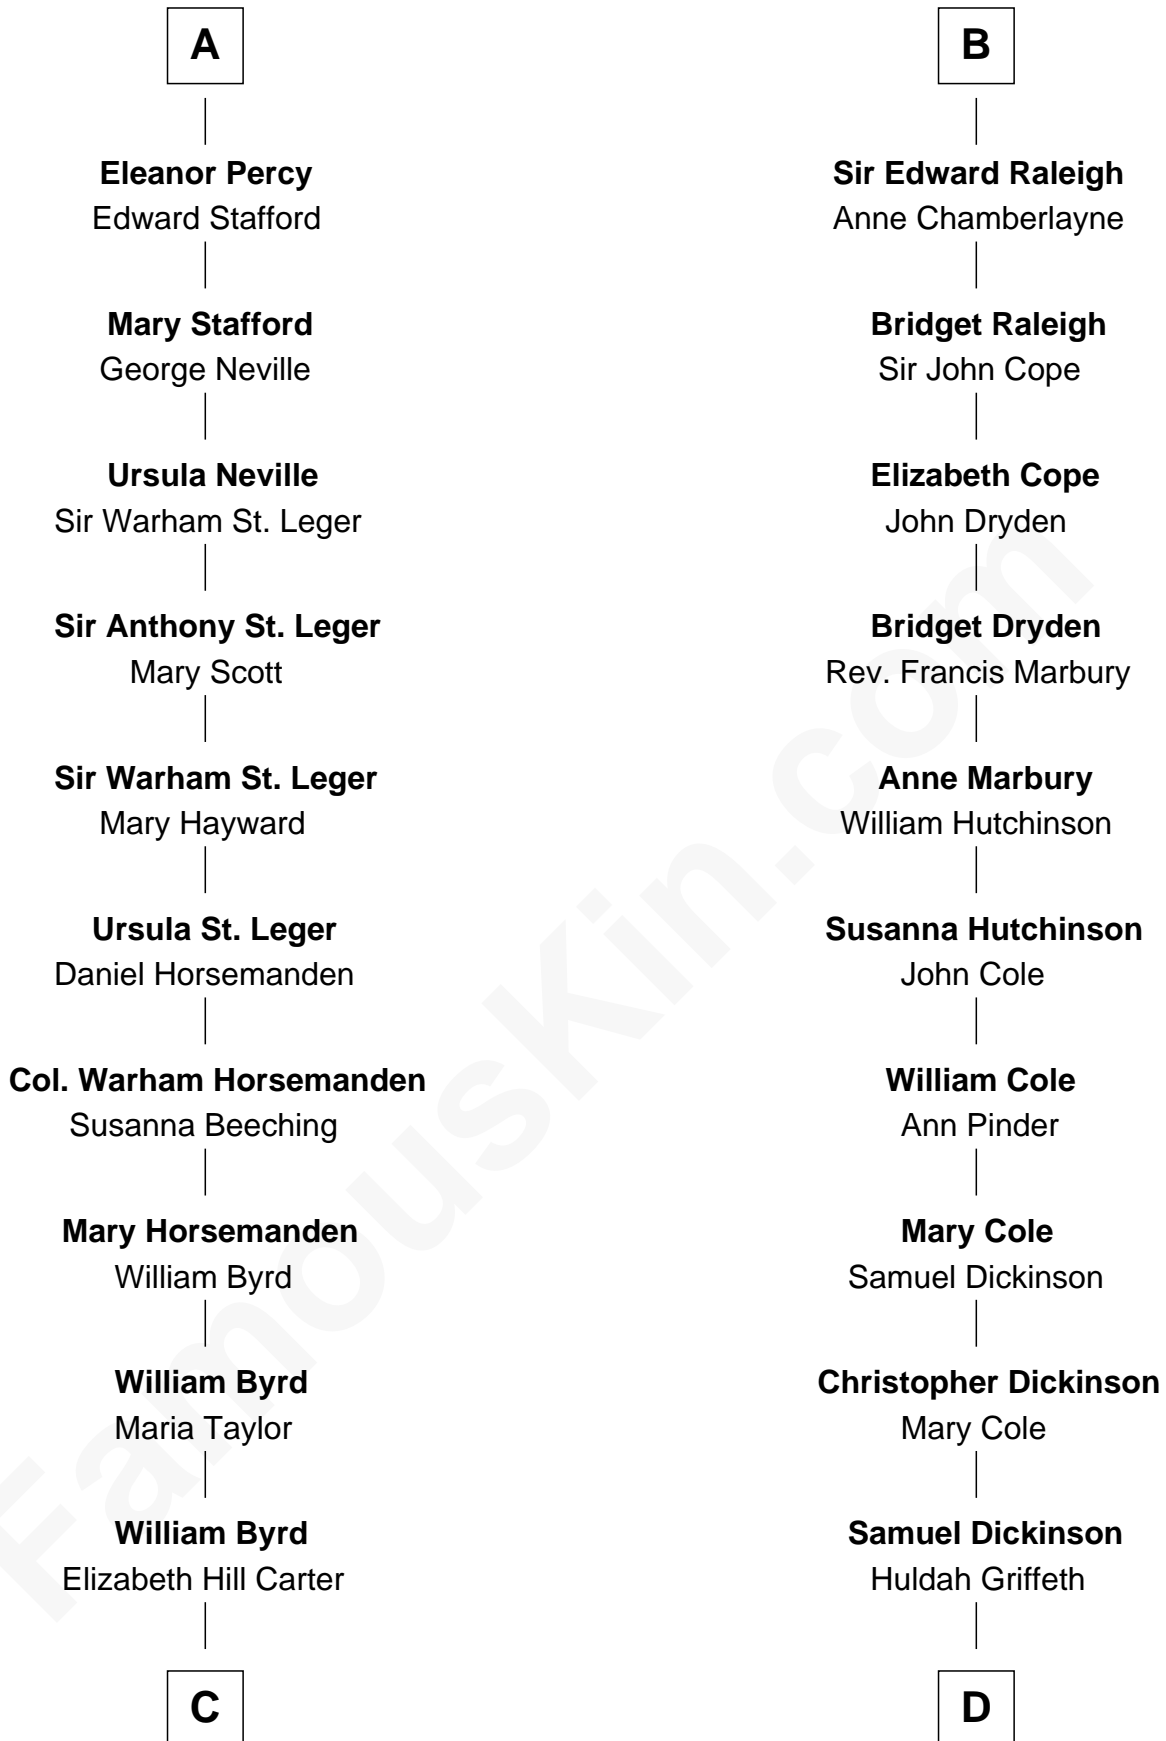 A
Eleanor Percy
Edward Stafford
Mary Stafford
George Neville
Ursula Neville
Sir Warham St. Leger
Sir Anthony St. Leger
Mary Scott
Sir Warham St. Leger
Mary Hayward
Ursula St. Leger
Daniel Horsemanden
Col. Warham Horsemanden
Susanna Beeching
Mary Horsemanden
William Byrd
William Byrd
Maria Taylor
William Byrd
Elizabeth Hill Carter
C
B
Sir Edward Raleigh
Anne Chamberlayne
Bridget Raleigh
Sir John Cope
Elizabeth Cope
John Dryden
Bridget Dryden
Rev. Francis Marbury
Anne Marbury
William Hutchinson
Susanna Hutchinson
John Cole
William Cole
Ann Pinder
Mary Cole
Samuel Dickinson
Christopher Dickinson
Mary Cole
Samuel Dickinson
Huldah Griffeth
D
FamousKin.com